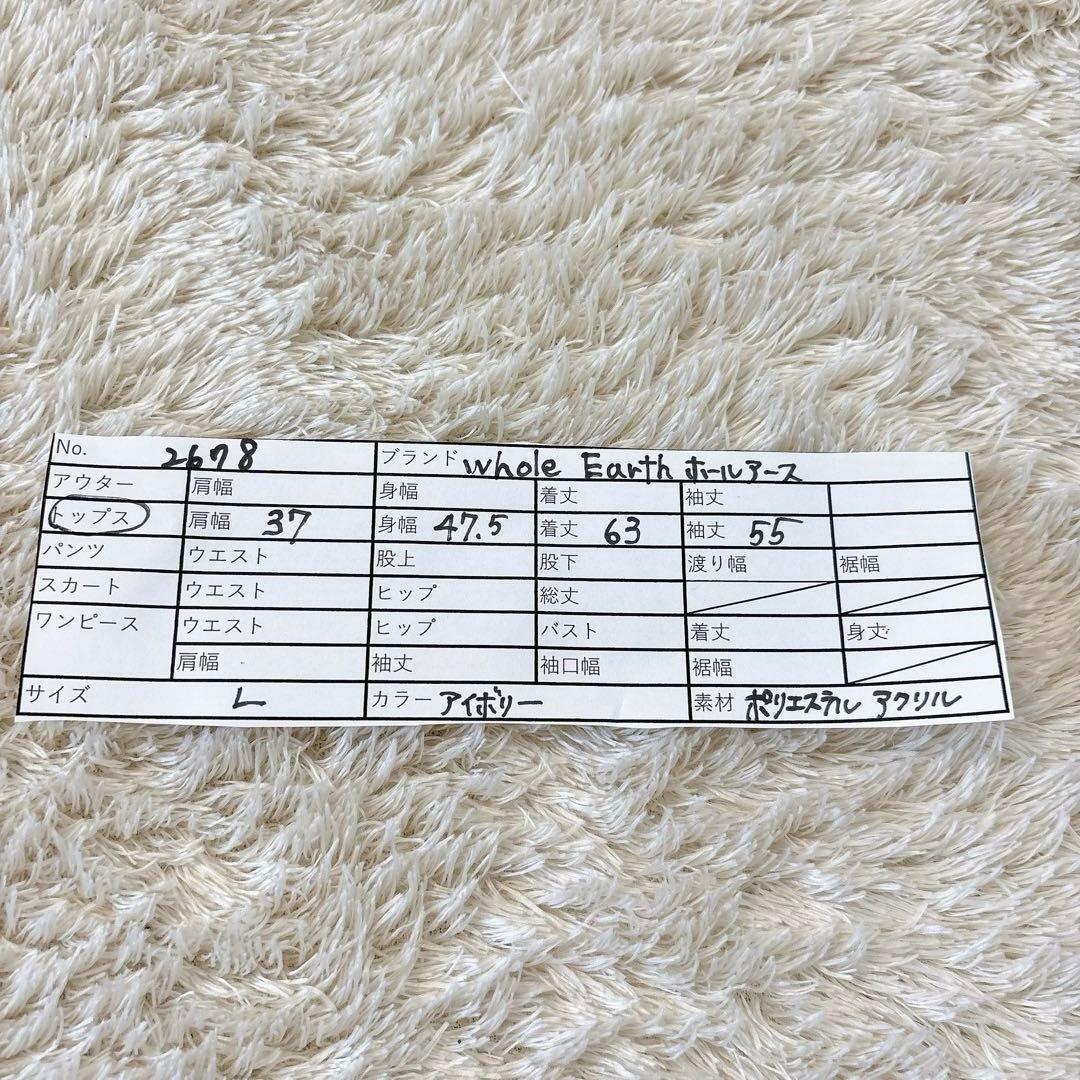 No. 2678 ブランド whole Earth ホールアース
アウター 肩幅 身幅 着丈 袖丈
トップス 肩幅 37 身幅 47.5 着丈 63 袖丈 55
パンツ ウエスト 股上 股下 渡り幅 裾幅
スカート ウエスト ヒップ 総丈
ワンピース ウエスト ヒップ バスト 着丈 身丈
肩幅 袖丈 袖口幅 裾幅
サイズ L カラー アイボリー 素材 ポリエステル アクリル